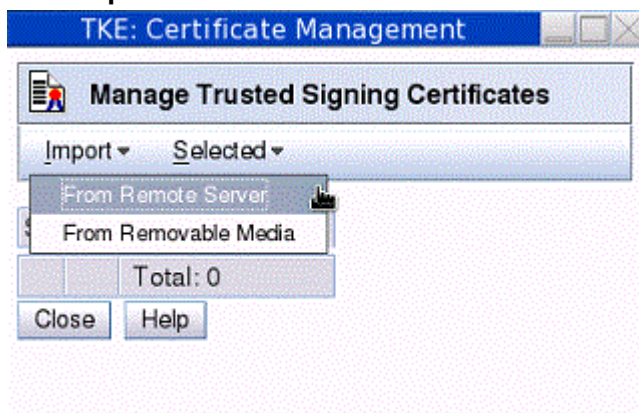 TKE: Certificate Management
Manage Trusted Signing Certificates
Import Selected
From Remote Server
From Removable Media
Total: 0
Close Help